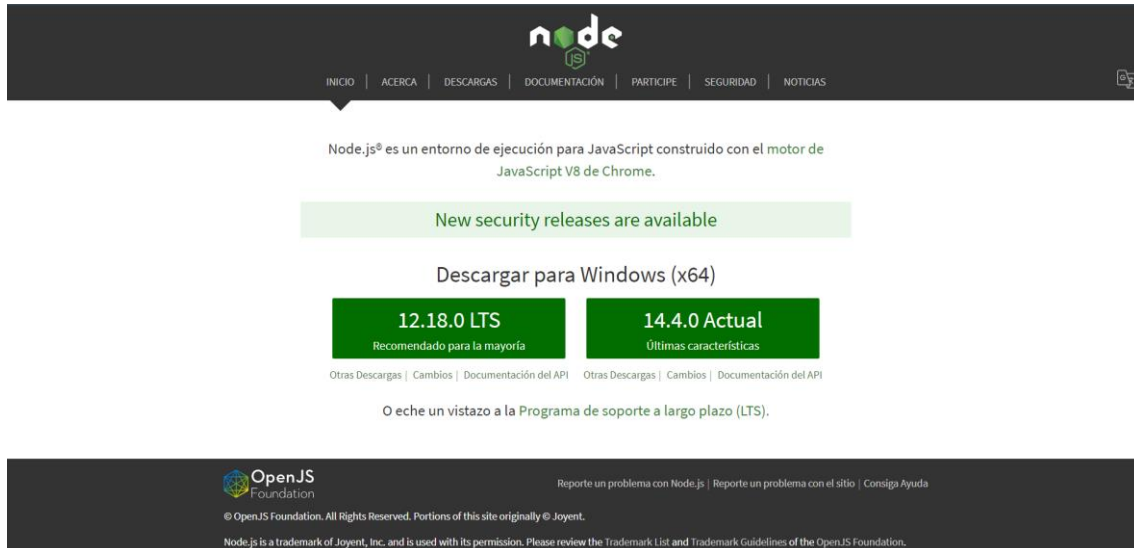 node
JS
INICIO | ACERCA | DESCARGAS | DOCUMENTACIÓN | PARTICIPE | SEGURIDAD | NOTICIAS
Node.js® es un entorno de ejecución para JavaScript construido con el motor de
JavaScript V8 de Chrome.
New security releases are available
Descargar para Windows (x64)
12.18.0 LTS
Recomendado para la mayoría
14.4.0 Actual
Últimas características
Otras Descargas | Cambios | Documentación del API
Otras Descargas | Cambios | Documentación del API
O eche un vistazo a la Programa de soporte a largo plazo (LTS).
OpenJS
Foundation
Reporte un problema con Node.js | Reporte un problema con el sitio | Consiga Ayuda
© OpenJS Foundation. All Rights Reserved. Portions of this site originally © Joyent.
Node.js is a trademark of Joyent, Inc. and is used with its permission. Please review the Trademark List and Trademark Guidelines of the OpenJS Foundation.